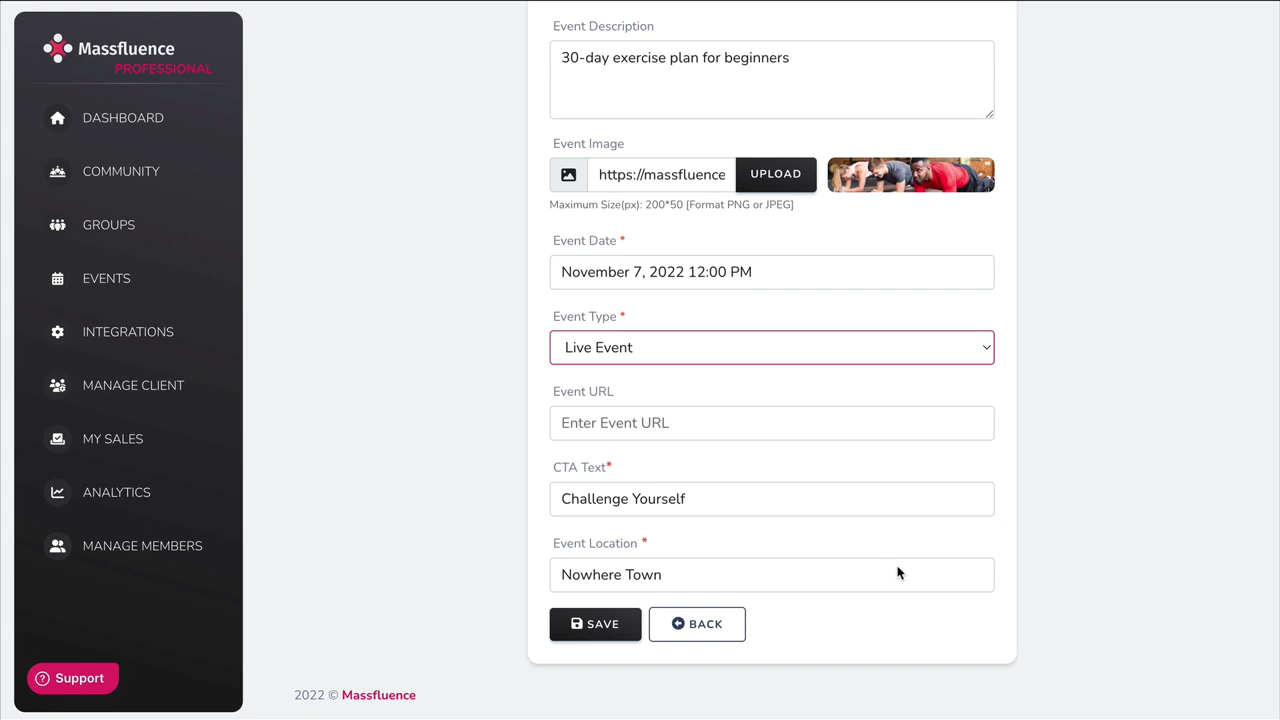 Massfluence
PROFESSIONAL
DASHBOARD
COMMUNITY
GROUPS
EVENTS
INTEGRATIONS
MANAGE CLIENT
MY SALES
ANALYTICS
MANAGE MEMBERS
Support
Event Description
30-day exercise plan for beginners
Event Image
https://massfluence
UPLOAD
Maximum Size(px): 200*50 [Format PNG or JPEG]
Event Date *
November 7, 2022 12:00 PM
Event Type *
Live Event
Event URL
Enter Event URL
CTA Text*
Challenge Yourself
Event Location *
Nowhere Town
SAVE
BACK
2022 © Massfluence